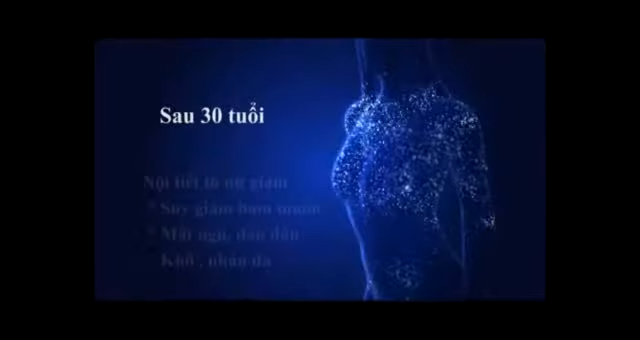 Sau 30 tuổi
Nội tiết tố nữ giảm
* Suy giảm ham muốn
* Mất ngủ, đau đầu
Khô, nhăn da